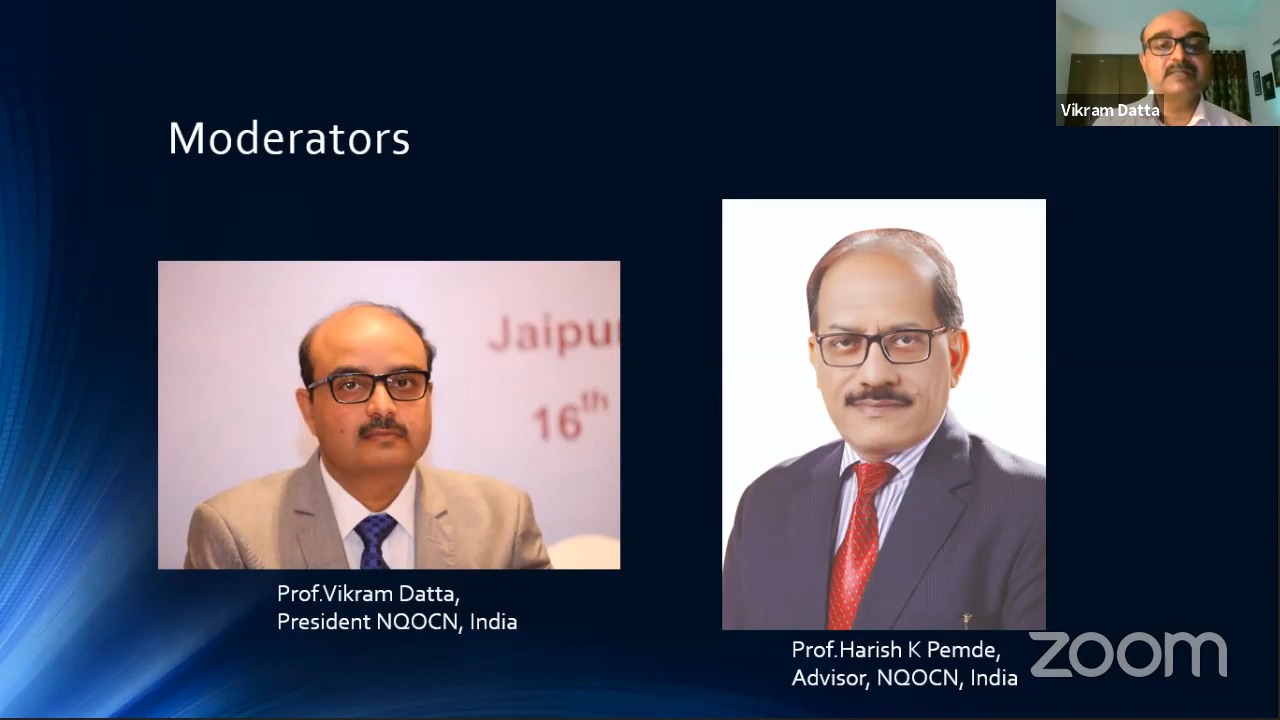 Vikram Datta
Moderators
Jaipu
16th
Prof.Vikram Datta,
President NQOCN, India
Prof.Harish K Pemde,
Advisor, NQOCN, India
zoom